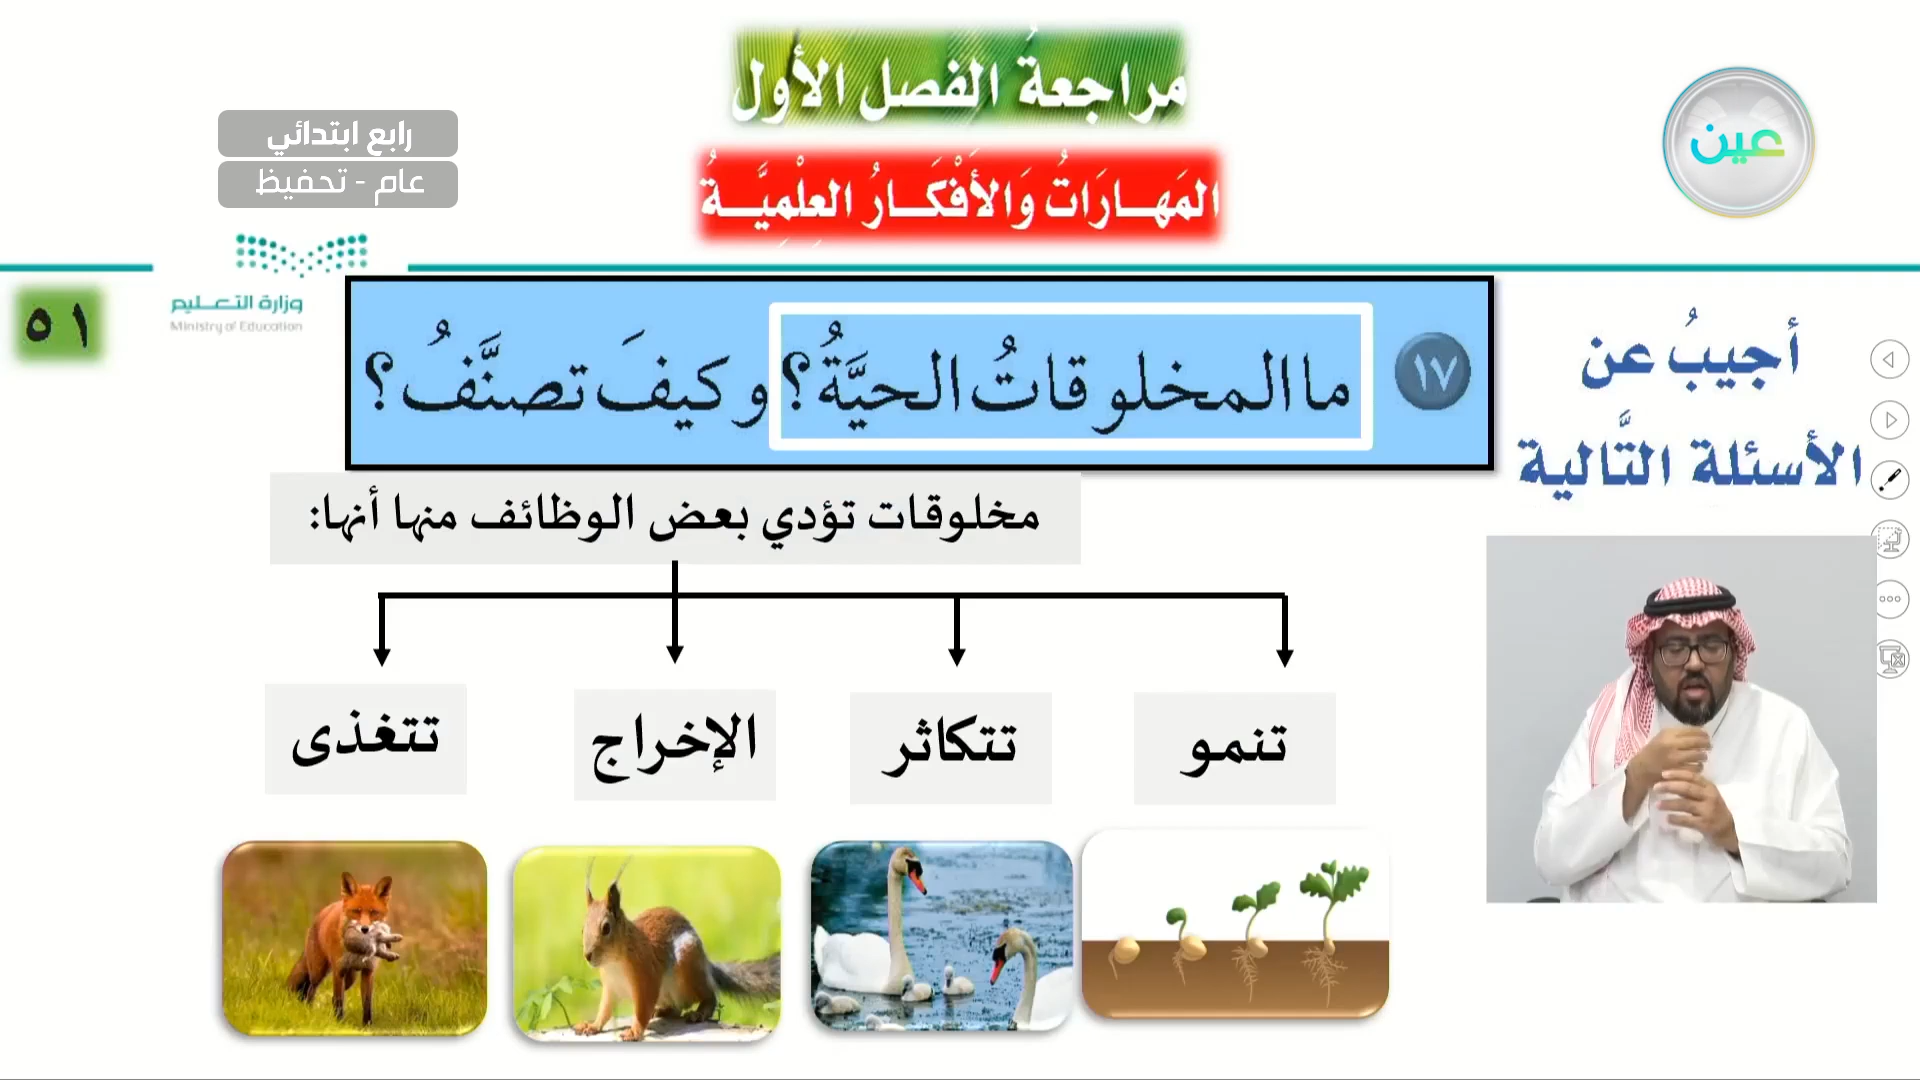 مراجعةُ الفصل الأول
المَهارَاتُ وَالأَفْكَارُ العِلْمِيَّةُ
عين
رابع ابتدائي
عام - تحفيظ
وزارة التعليم
Ministry of Education
٥١
أجيبُ عن
الأسئلة التَّالية
١٧ ما المخلوقاتُ الحيَّةُ؟ وكيفَ تصنَّفُ؟
مخلوقات تؤدي بعض الوظائف منها أنها:
تنمو
تتكاثر
الإخراج
تتغذى